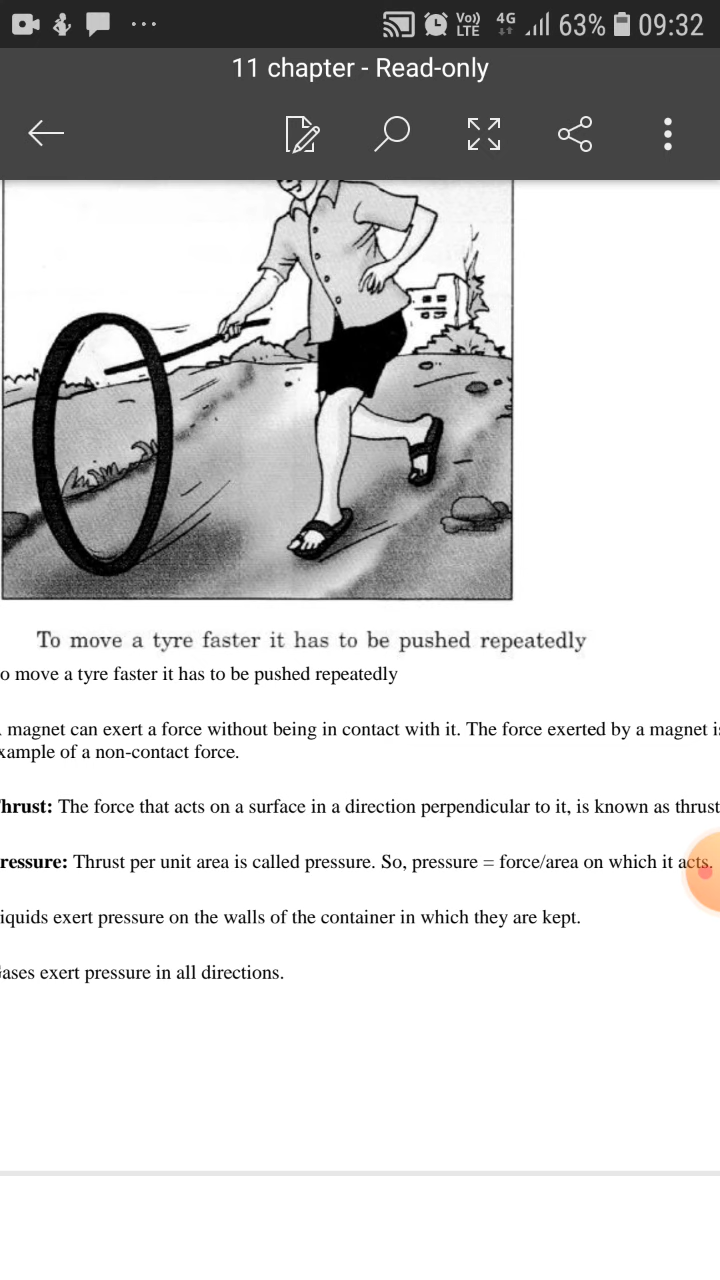 Vo)) 4G 63% 09:32
LTE
11 chapter - Read-only
To move a tyre faster it has to be pushed repeatedly
o move a tyre faster it has to be pushed repeatedly
magnet can exert a force without being in contact with it. The force exerted by a magnet is
xample of a non-contact force.
hrust: The force that acts on a surface in a direction perpendicular to it, is known as thrust
ressure: Thrust per unit area is called pressure. So, pressure = force/area on which it acts.
iquids exert pressure on the walls of the container in which they are kept.
ases exert pressure in all directions.